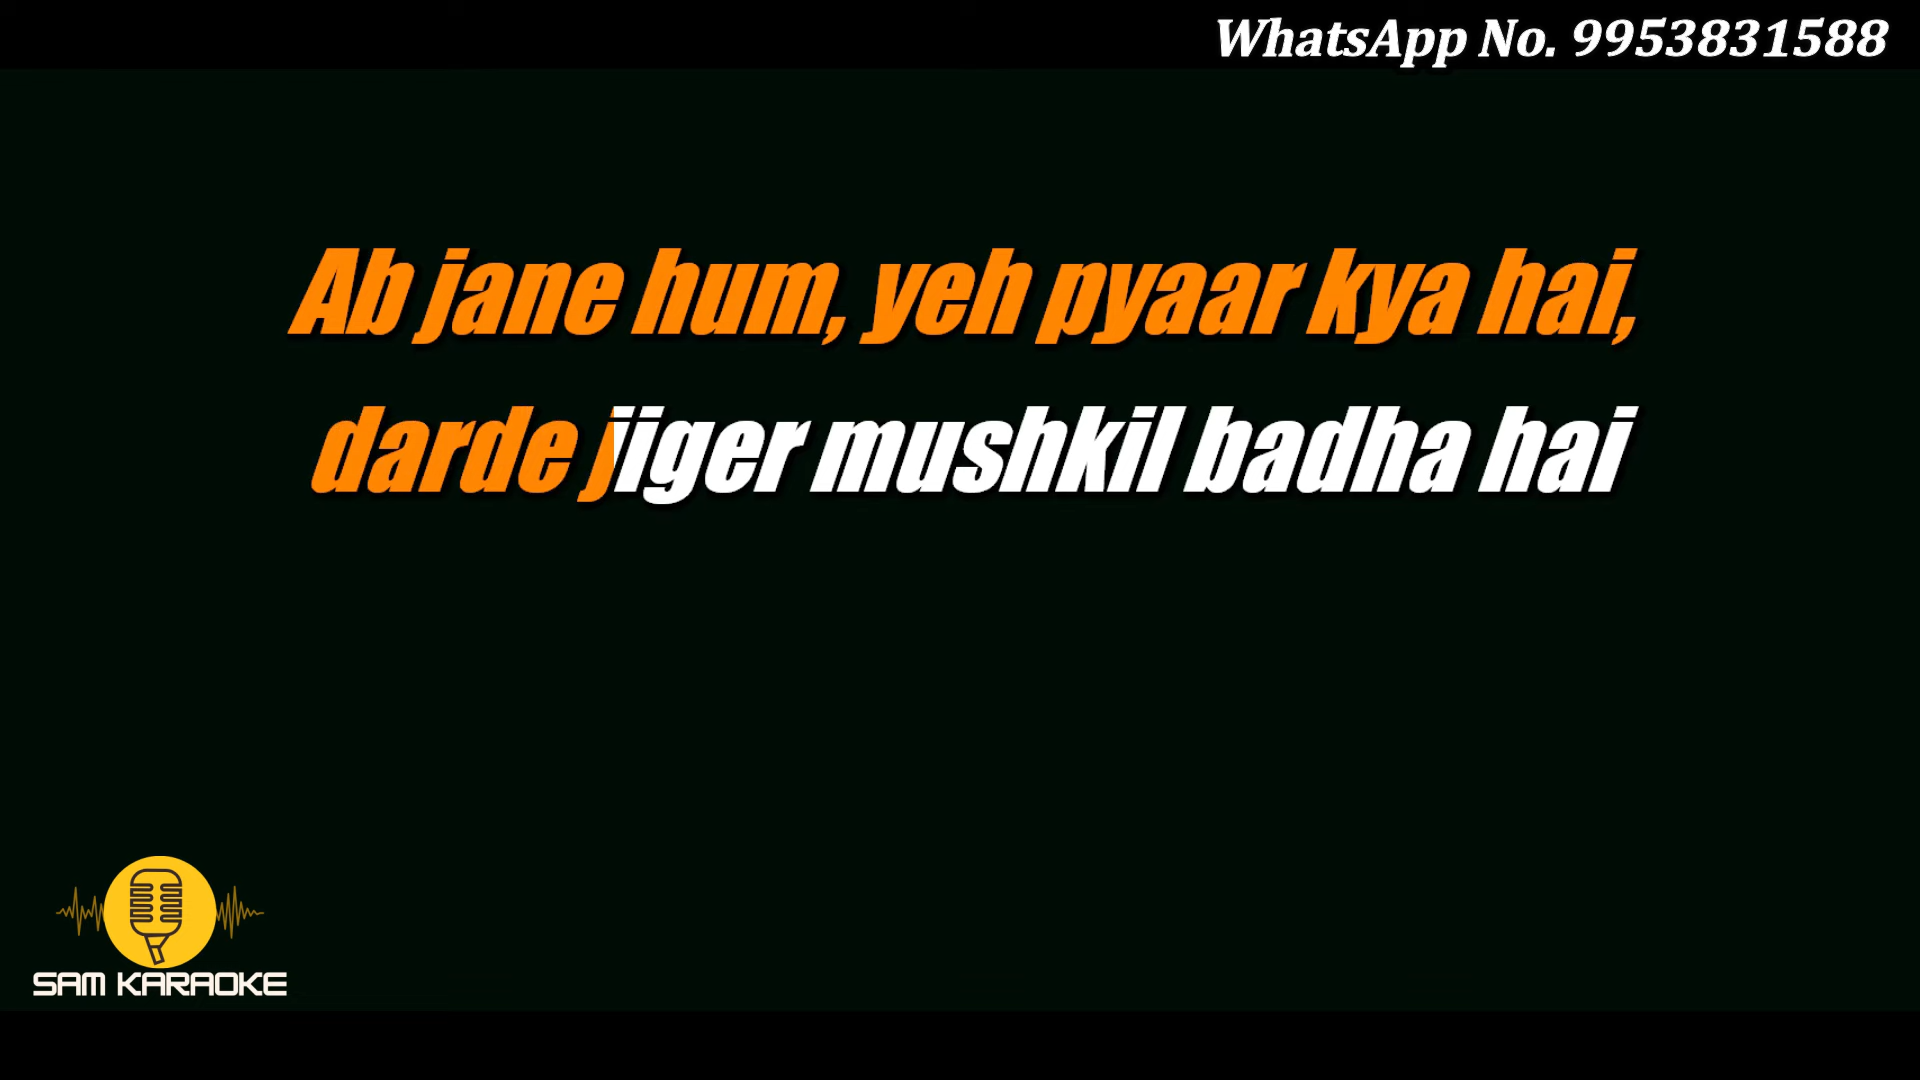 WhatsApp No. 9953831588
Ab jane hum, yeh pyaar kya hai,
darde jiger mushkil badha hai
SAM KARAOKE